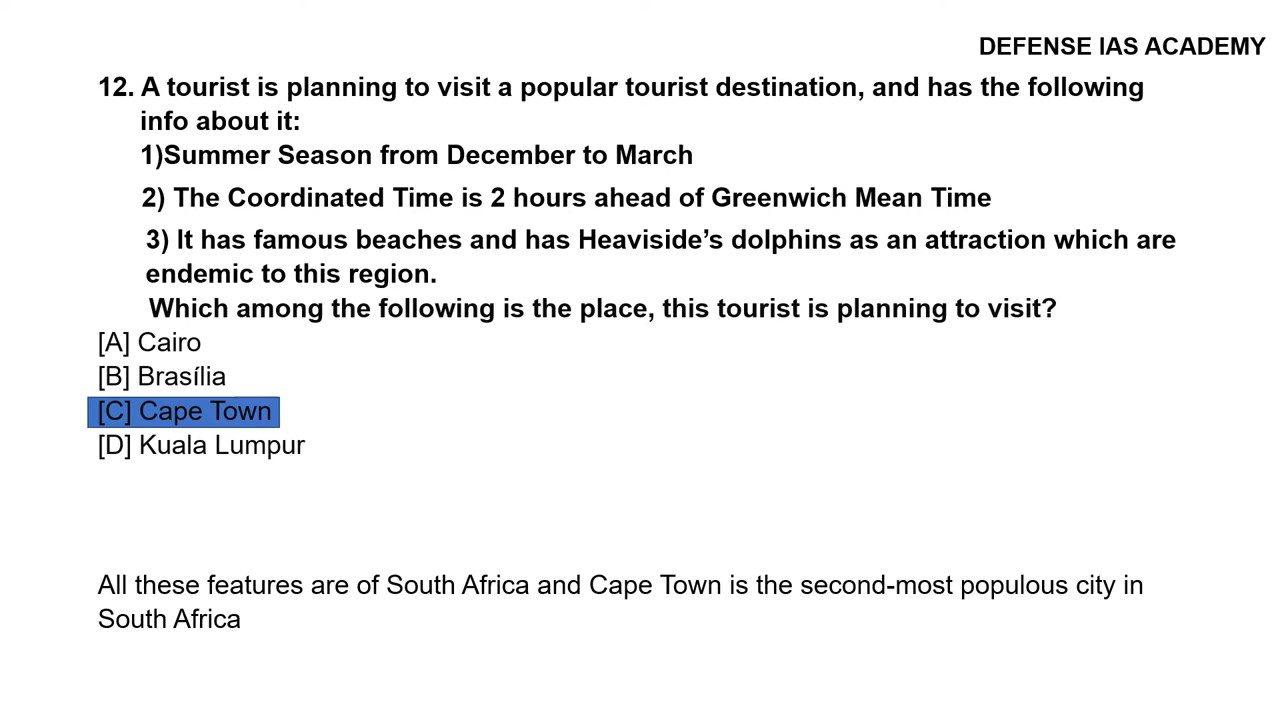 DEFENSE IAS ACADEMY
12. A tourist is planning to visit a popular tourist destination, and has the following
info about it:
1)Summer Season from December to March
2) The Coordinated Time is 2 hours ahead of Greenwich Mean Time
3) It has famous beaches and has Heaviside’s dolphins as an attraction which are
endemic to this region.
Which among the following is the place, this tourist is planning to visit?
[A] Cairo
[B] Brasília
[C] Cape Town
[D] Kuala Lumpur
All these features are of South Africa and Cape Town is the second-most populous city in
South Africa